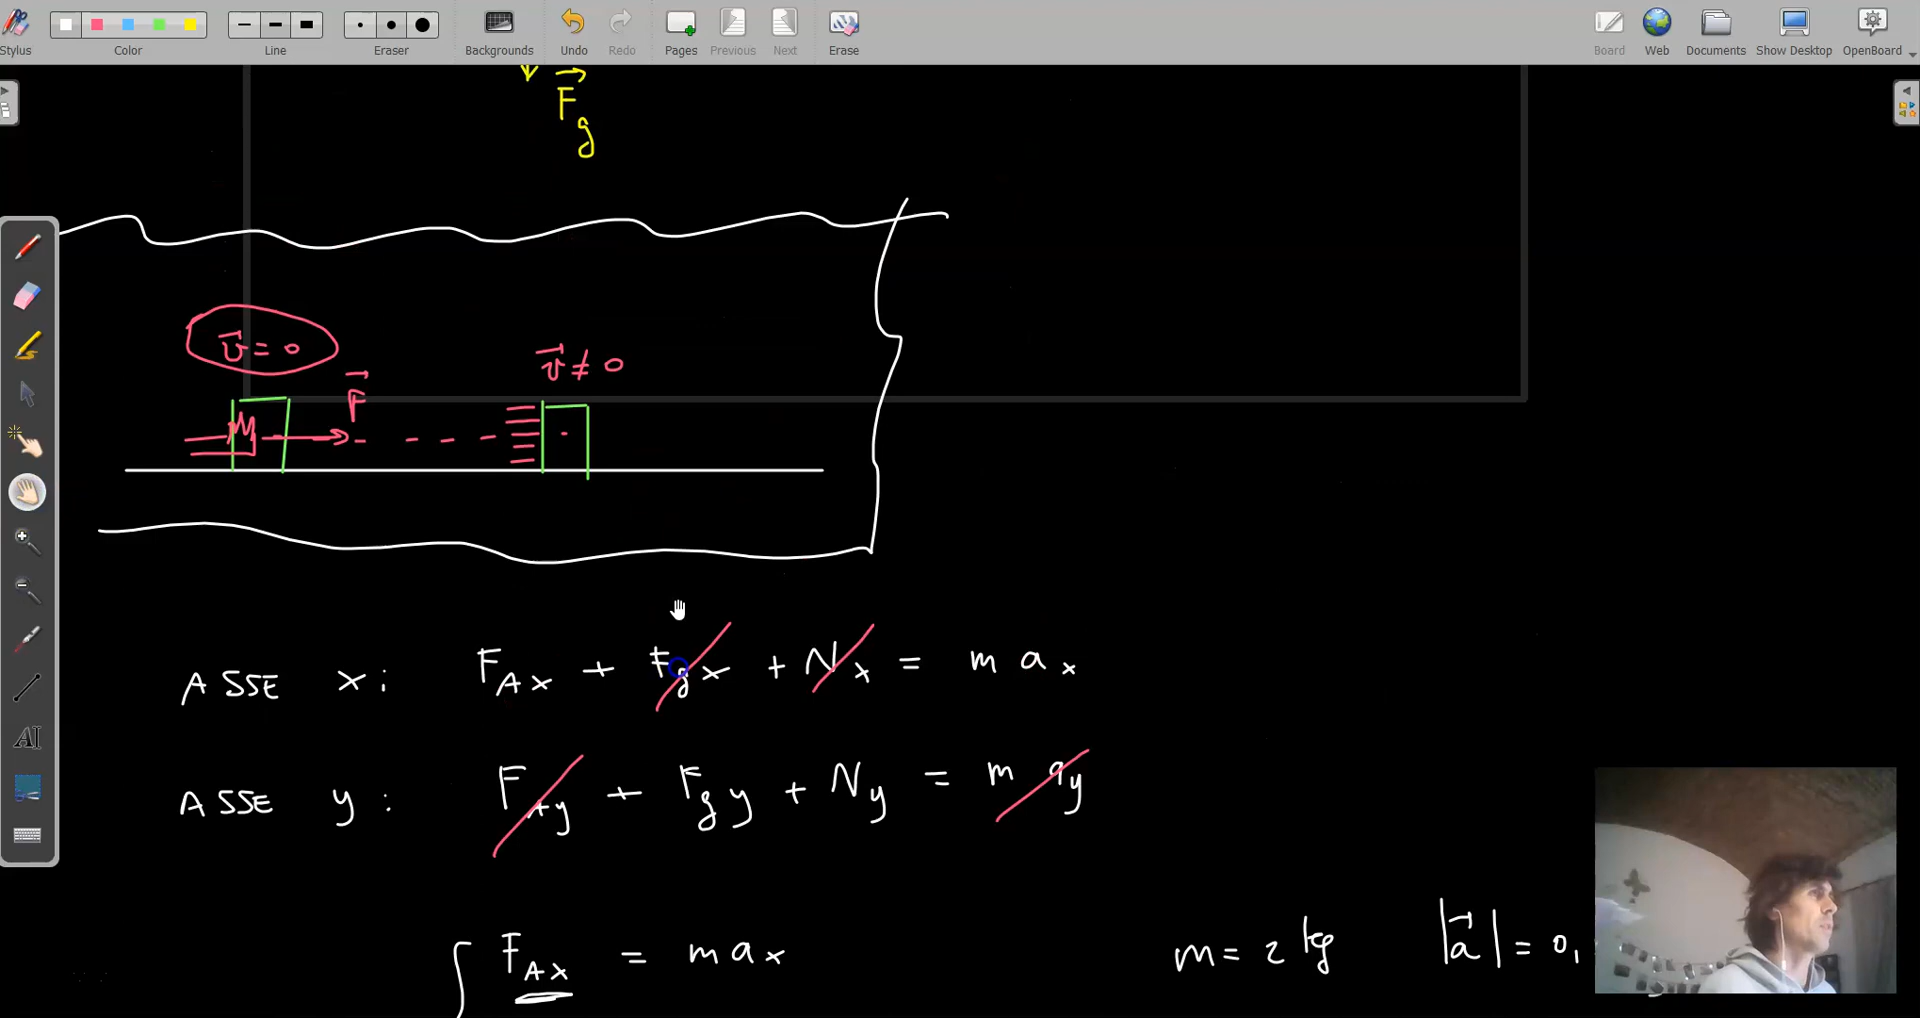 Stylus Color Line Eraser Backgrounds Undo Redo Pages Previous Next Erase Board Web Documents Show Desktop OpenBoard
F⃗g
v⃗ = 0
v⃗ ≠ 0
F⃗
M
ASSE x: FAx + Fgx + Nx = m ax
ASSE y: FAy + Fgy + Ny = m ay
FAx = m ax
m = 2 kg |a⃗| = 0,